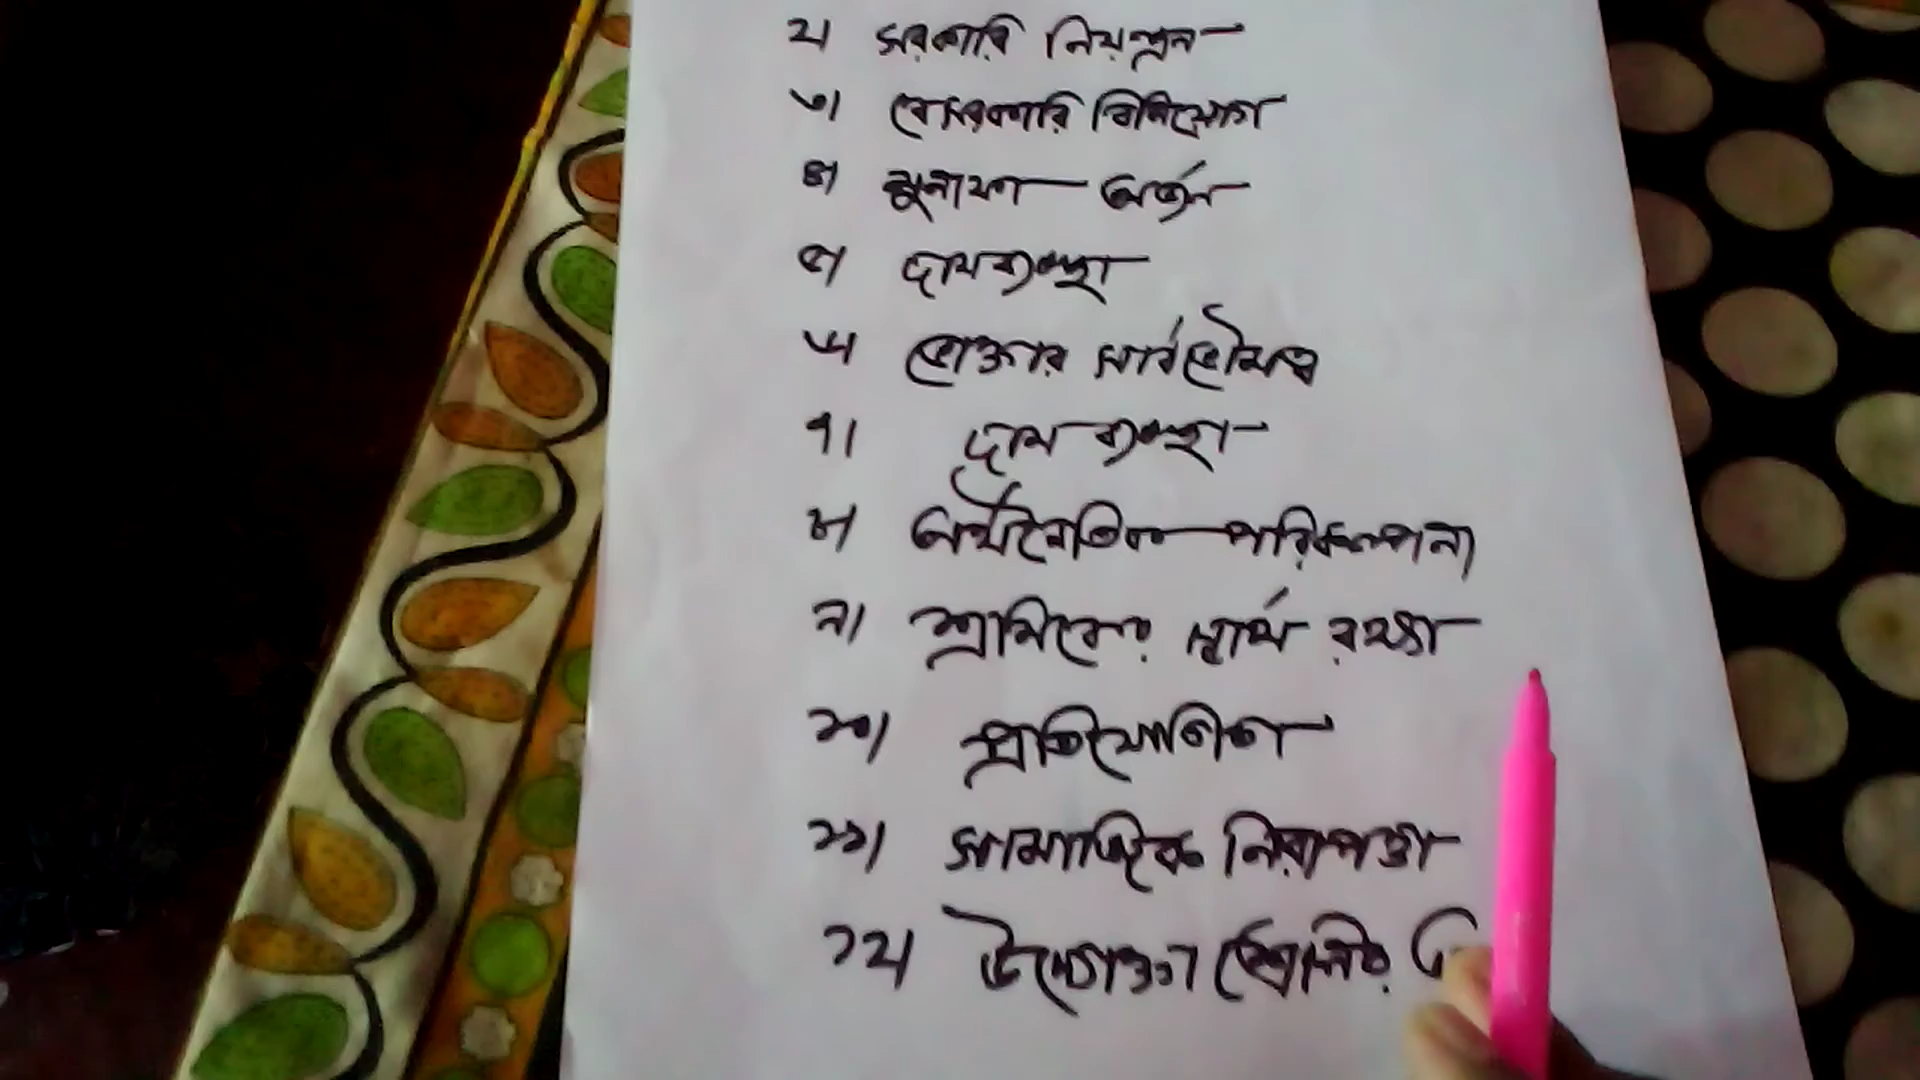 ২। সরকারি নিয়ন্ত্রন
৩। বেসরকারি বিনিয়োগ
৪। মুনাফা অর্জন
৫। দামব্যবস্থা
৬। ভোক্তার সার্বভৌমত্ব
৭। দাম ব্যবস্থা
৮। অর্থনৈতিক পরিকল্পনা
৯। শ্রমিকের স্বার্থ রক্ষা
১০। প্রতিযোগিতা
১১। সামাজিক নিরাপত্তা
১২। উদ্যোক্তা শ্রেনির